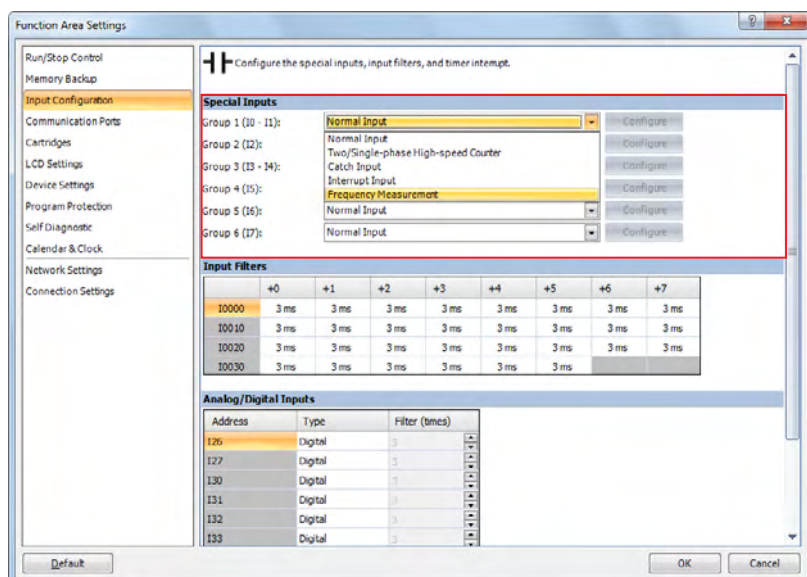 Function Area Settings
Run/Stop Control
Memory Backup
Input Configuration
Communication Ports
Cartridges
LCD Settings
Device Settings
Program Protection
Self Diagnostic
Calendar & Clock
Network Settings
Connection Settings
Configure the special inputs, input filters, and timer interrupt.
Special Inputs
Group 1 (I0 - I1): Normal Input Configure
Group 2 (I2): Configure
Group 3 (I3 - I4): Configure
Group 4 (I5): Configure
Normal Input
Two/Single-phase High-speed Counter
Catch Input
Interrupt Input
Frequency Measurement
Group 5 (I6): Normal Input Configure
Group 6 (I7): Normal Input Configure
Input Filters
+0 +1 +2 +3 +4 +5 +6 +7
I0000 3 ms 3 ms 3 ms 3 ms 3 ms 3 ms 3 ms 3 ms
I0010 3 ms 3 ms 3 ms 3 ms 3 ms 3 ms 3 ms 3 ms
I0020 3 ms 3 ms 3 ms 3 ms 3 ms 3 ms 3 ms 3 ms
I0030 3 ms 3 ms 3 ms 3 ms 3 ms 3 ms
Analog/Digital Inputs
Address Type Filter (times)
I26 Digital 3
I27 Digital 3
I30 Digital 3
I31 Digital 3
I32 Digital 3
I33 Digital 3
Default OK Cancel